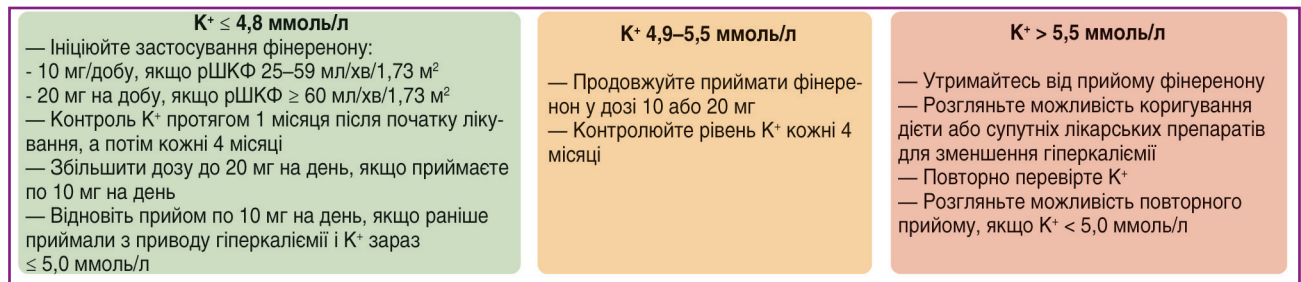 K⁺ ≤ 4,8 ммоль/л
— Ініціюйте застосування фінеренону:
- 10 мг/добу, якщо рШКФ 25–59 мл/хв/1,73 м²
- 20 мг на добу, якщо рШКФ ≥ 60 мл/хв/1,73 м²
— Контроль K⁺ протягом 1 місяця після початку ліку-
вання, а потім кожні 4 місяці
— Збільшити дозу до 20 мг на день, якщо приймаєте
по 10 мг на день
— Відновіть прийом по 10 мг на день, якщо раніше
приймали з приводу гіперкаліємії і K⁺ зараз
≤ 5,0 ммоль/л
K⁺ 4,9–5,5 ммоль/л
— Продовжуйте приймати фінере-
нон у дозі 10 або 20 мг
— Контролюйте рівень K⁺ кожні 4
місяці
K⁺ > 5,5 ммоль/л
— Утримайтесь від прийому фінеренону
— Розгляньте можливість коригування
дієти або супутніх лікарських препаратів
для зменшення гіперкаліємії
— Повторно перевірте K⁺
— Розгляньте можливість повторного
прийому, якщо K⁺ < 5,0 ммоль/л